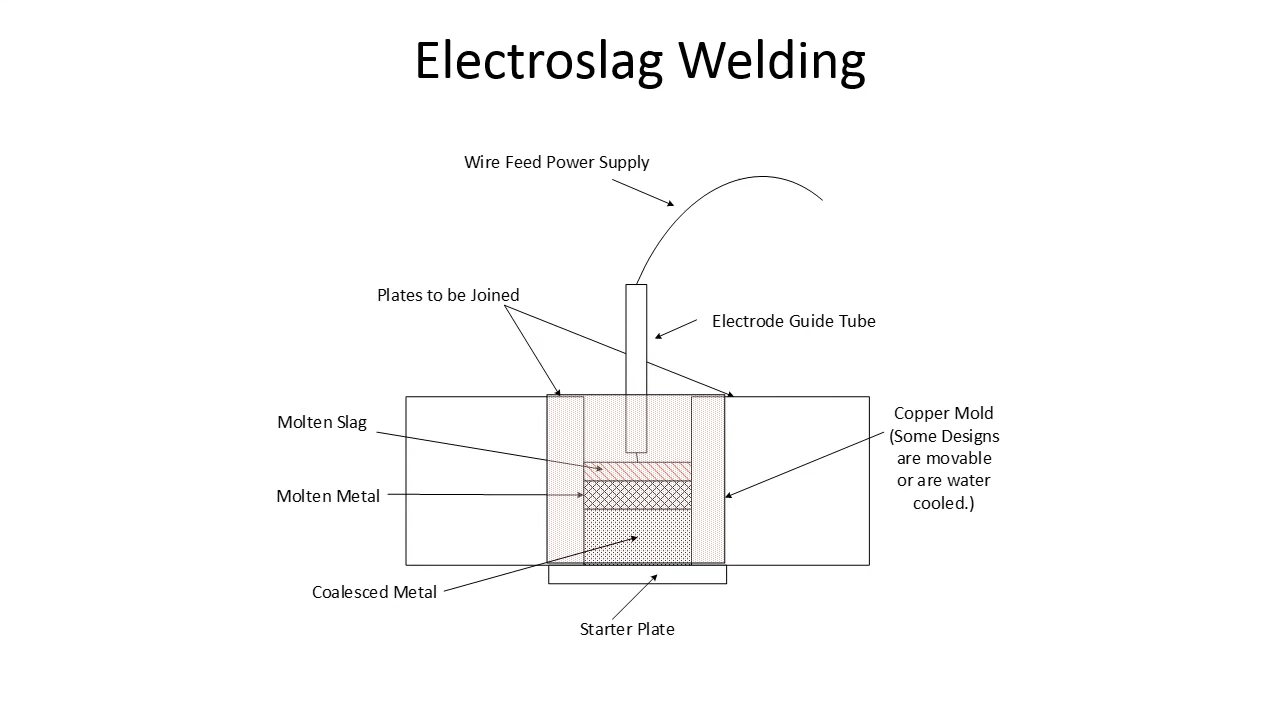 Electroslag Welding
Wire Feed Power Supply
Plates to be Joined
Electrode Guide Tube
Molten Slag
Copper Mold
(Some Designs
are movable
or are water
cooled.)
Molten Metal
Coalesced Metal
Starter Plate